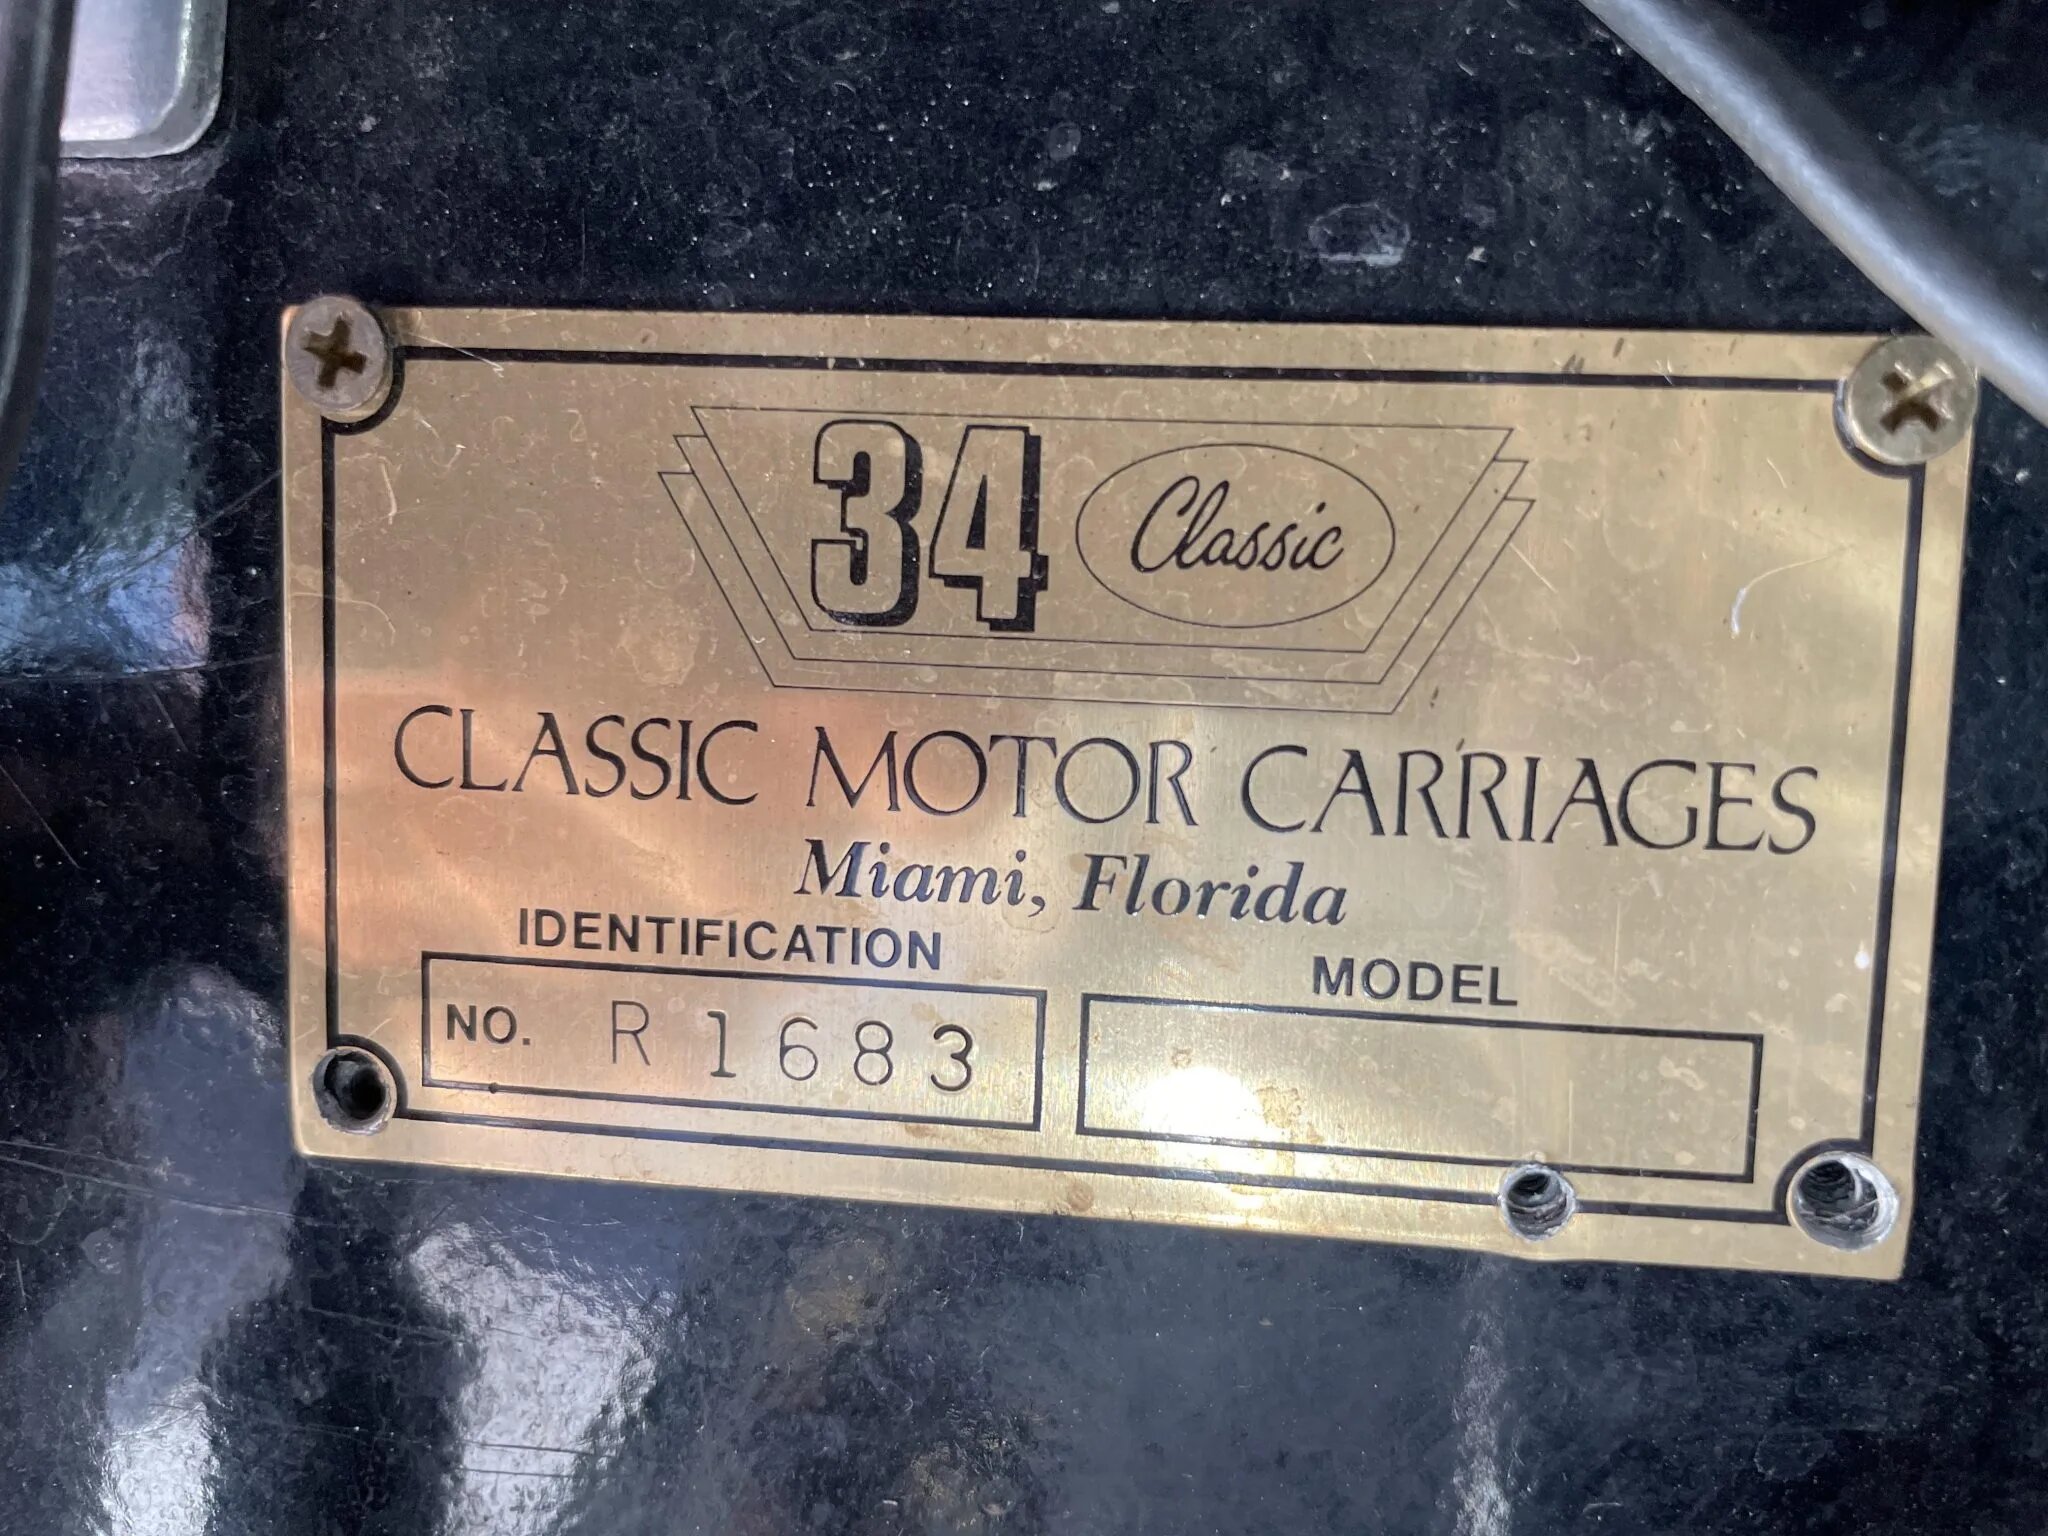 34 Classic
CLASSIC MOTOR CARRIAGES
Miami, Florida
IDENTIFICATION
NO. R 1683
MODEL